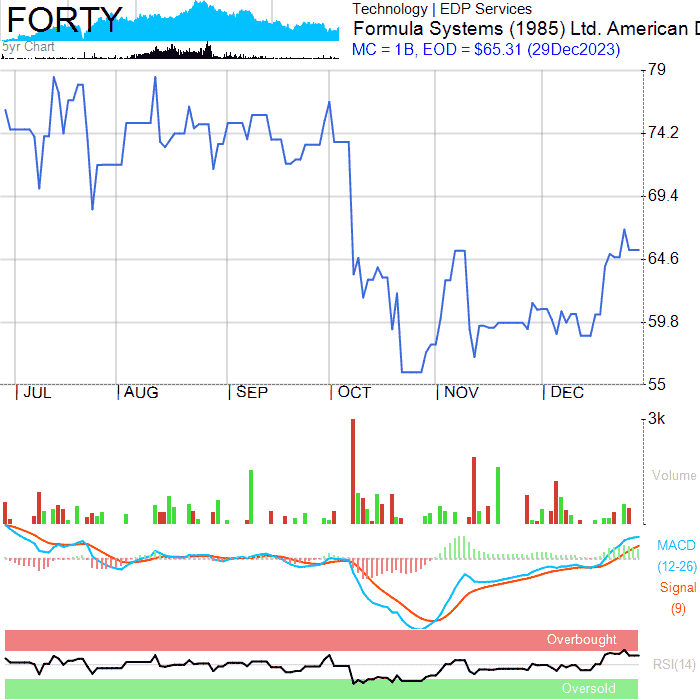 FORTY
5yr Chart
Technology | EDP Services
Formula Systems (1985) Ltd. American
MC = 1B, EOD = $65.31 (29Dec2023)
79
74.2
69.4
64.6
59.8
55
JUL AUG SEP OCT NOV DEC
3k
Volume
MACD
(12-26)
Signal
(9)
Overbought
RSI(14)
Oversold